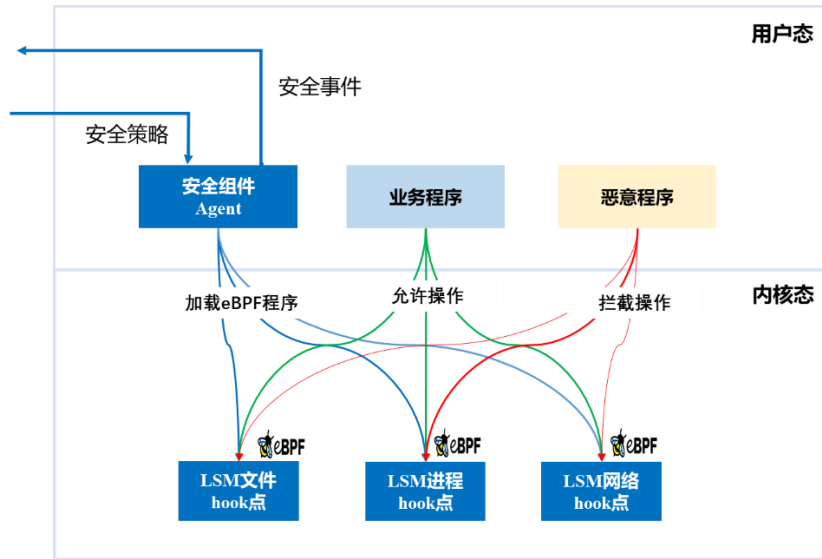 用户态
安全事件
安全策略
安全组件
Agent
业务程序
恶意程序
内核态
加载eBPF程序
允许操作
拦截操作
eBPF
eBPF
eBPF
LSM文件
hook点
LSM进程
hook点
LSM网络
hook点